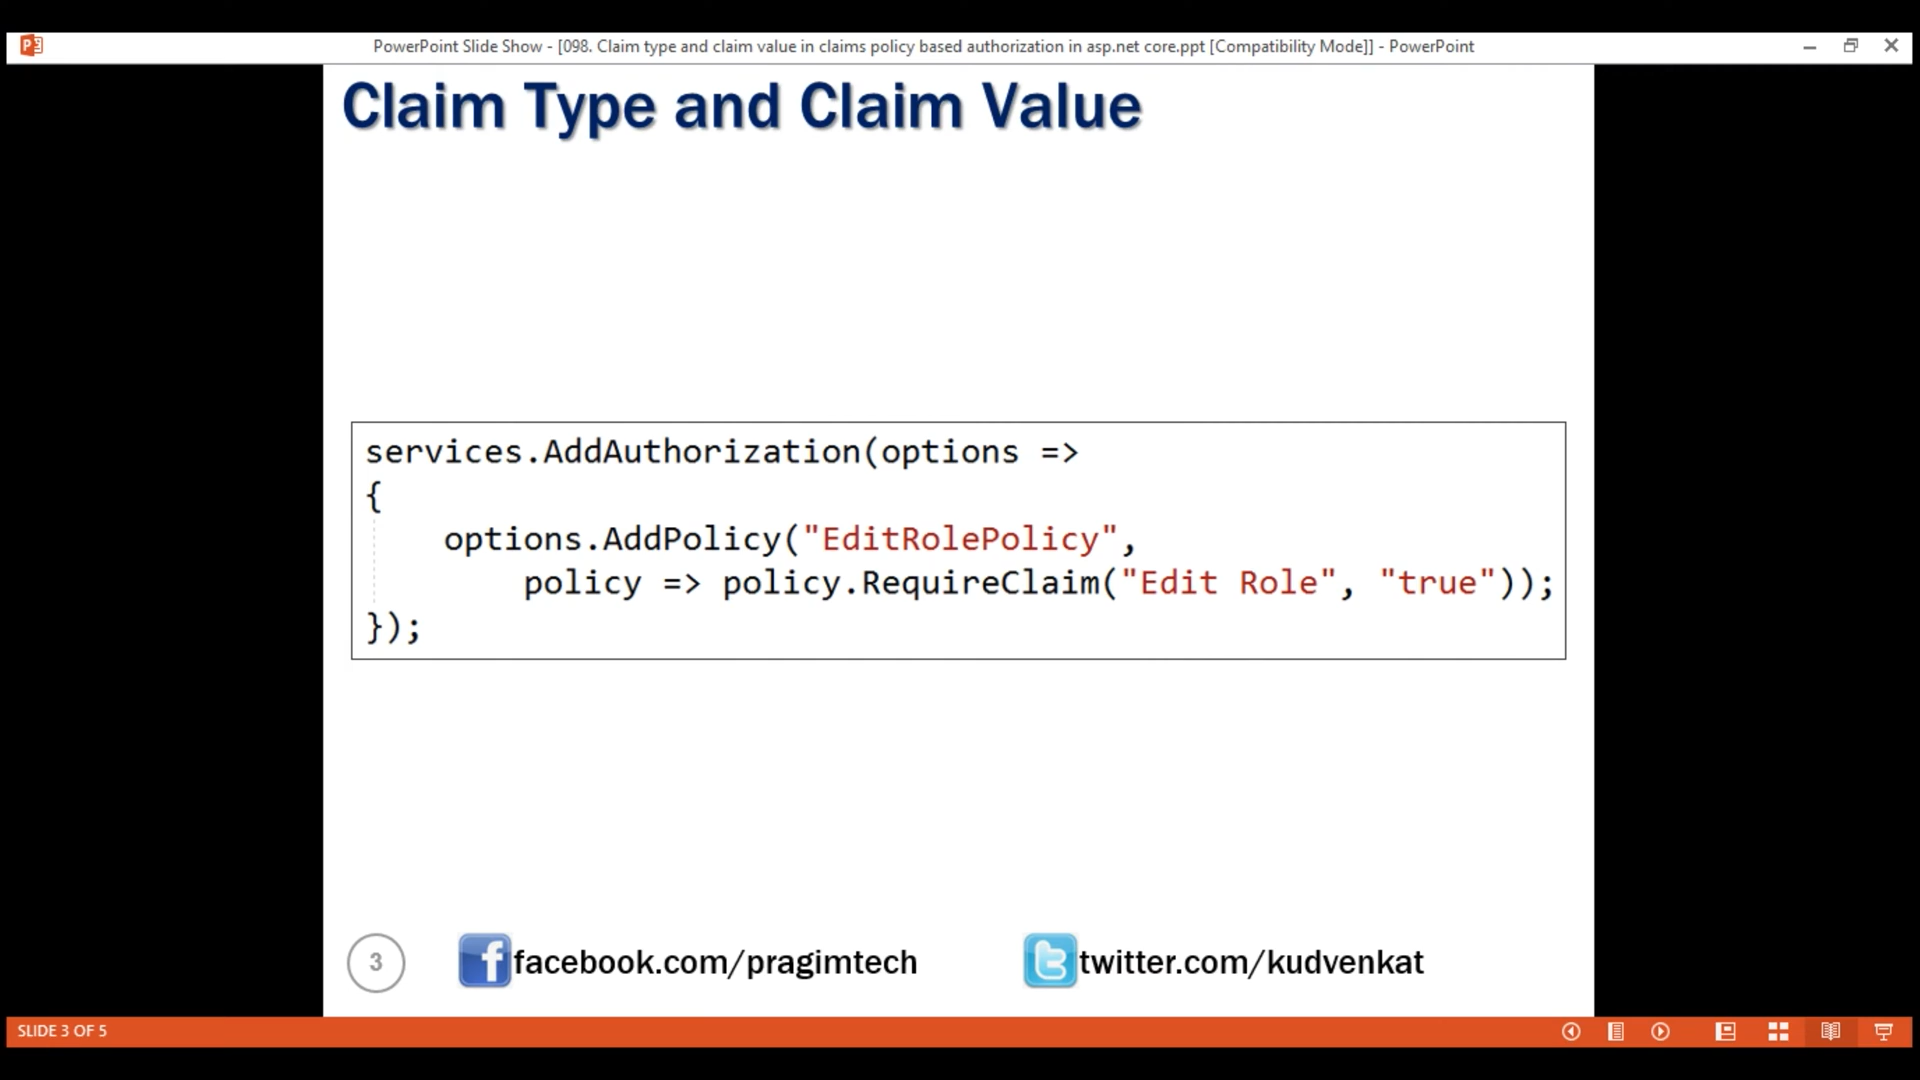 PowerPoint Slide Show - [098. Claim type and claim value in claims policy based authorization in asp.net core.ppt [Compatibility Mode]] - PowerPoint
Claim Type and Claim Value
services.AddAuthorization(options =>
{
    options.AddPolicy("EditRolePolicy",
        policy => policy.RequireClaim("Edit Role", "true"));
});
3 facebook.com/pragimtech twitter.com/kudvenkat
SLIDE 3 OF 5